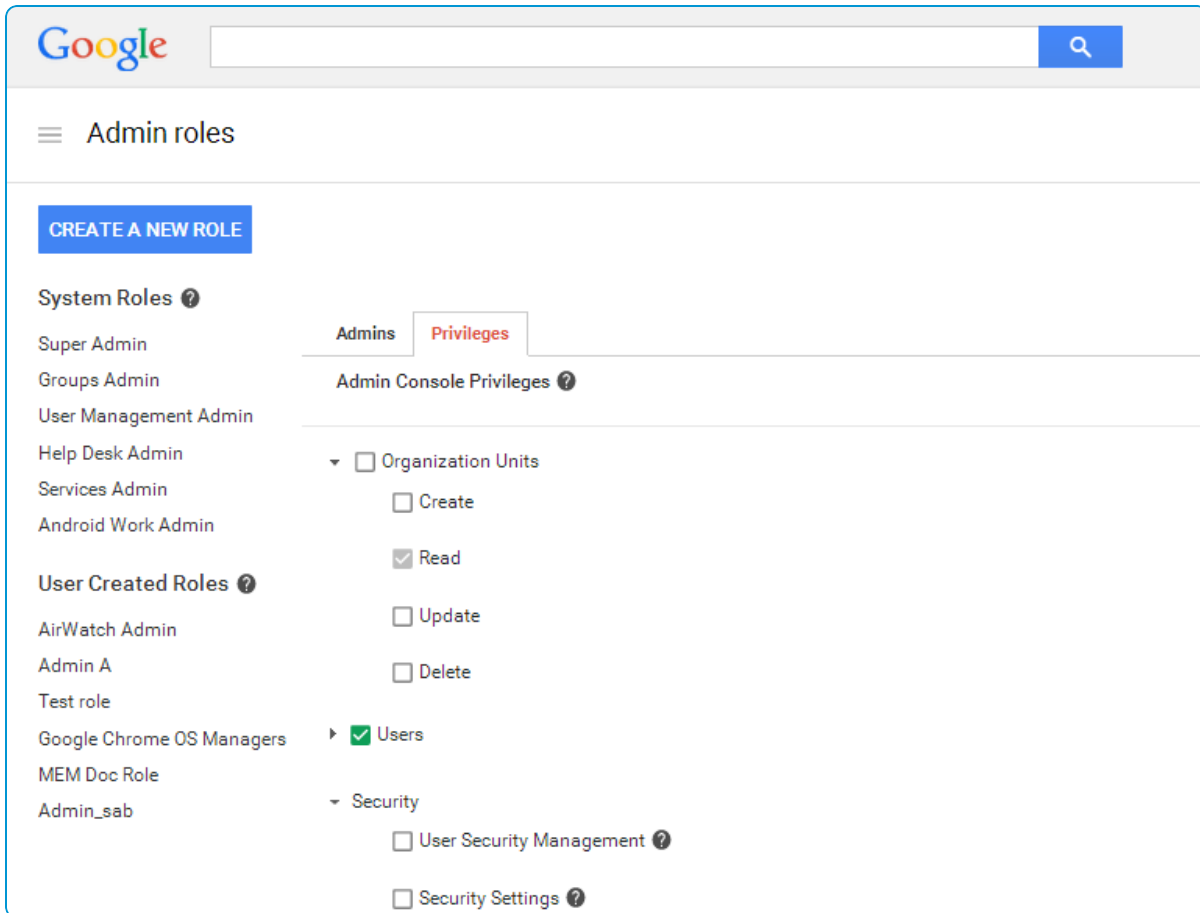 Google
Admin roles
CREATE A NEW ROLE
System Roles ?
Super Admin
Groups Admin
User Management Admin
Help Desk Admin
Services Admin
Android Work Admin
User Created Roles ?
AirWatch Admin
Admin A
Test role
Google Chrome OS Managers
MEM Doc Role
Admin_sab
Admins Privileges
Admin Console Privileges ?
Organization Units
Create
Read
Update
Delete
Users
Security
User Security Management ?
Security Settings ?